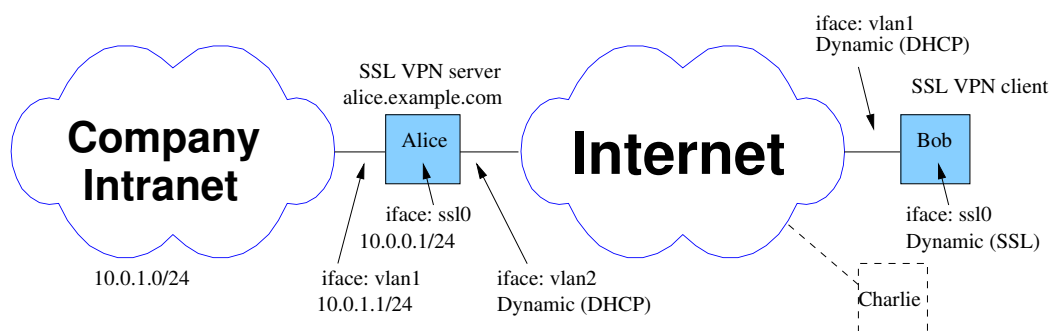 iface: vlan1
Dynamic (DHCP)
SSL VPN server
alice.example.com
SSL VPN client
Company
Intranet
Alice
Internet
Bob
iface: ssl0
10.0.0.1/24
iface: ssl0
Dynamic (SSL)
10.0.1.0/24
iface: vlan1
10.0.1.1/24
iface: vlan2
Dynamic (DHCP)
Charlie